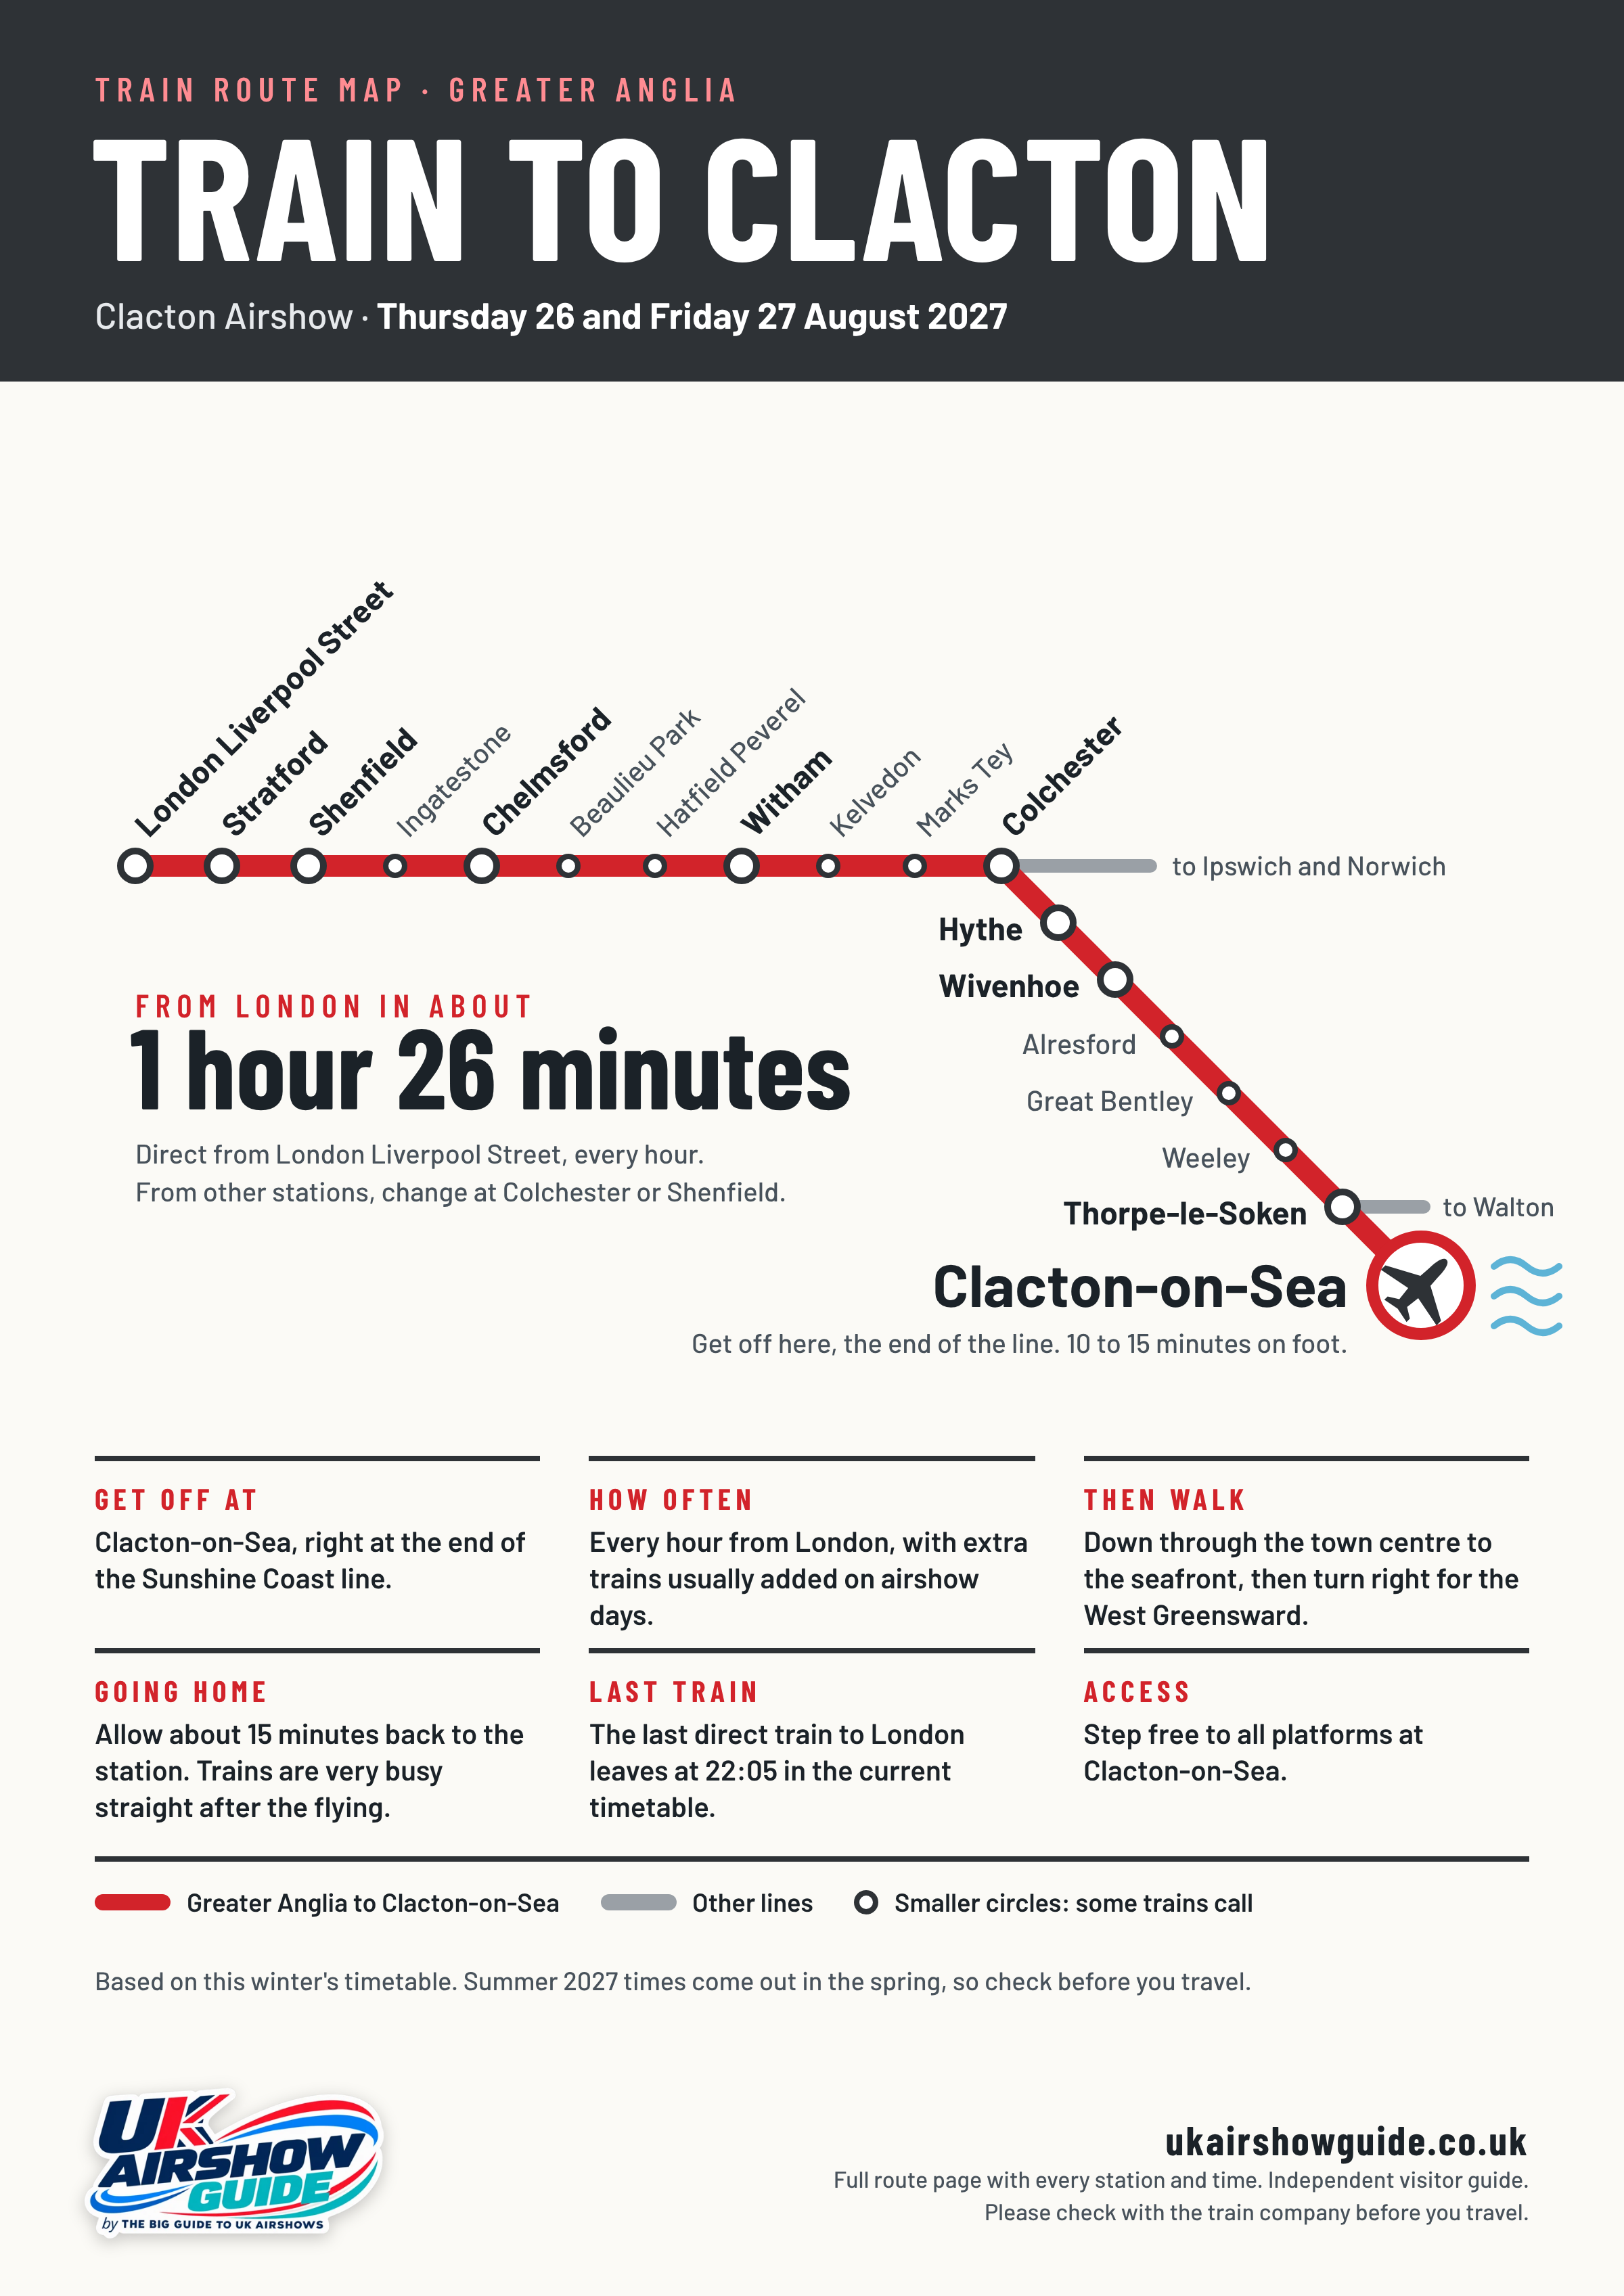 TRAIN ROUTE MAP · GREATER ANGLIA
TRAIN TO CLACTON
Clacton Airshow · Thursday 26 and Friday 27 August 2027
London Liverpool Street
Stratford
Shenfield
Ingatestone
Chelmsford
Beaulieu Park
Hatfield Peverel
Witham
Kelvedon
Marks Tey
Colchester
to Ipswich and Norwich
Hythe
Wivenhoe
Alresford
Great Bentley
Weeley
Thorpe-le-Soken
to Walton
Clacton-on-Sea
Get off here, the end of the line. 10 to 15 minutes on foot.
FROM LONDON IN ABOUT
1 hour 26 minutes
Direct from London Liverpool Street, every hour.
From other stations, change at Colchester or Shenfield.
GET OFF AT
Clacton-on-Sea, right at the end of
the Sunshine Coast line.
HOW OFTEN
Every hour from London, with extra
trains usually added on airshow
days.
THEN WALK
Down through the town centre to
the seafront, then turn right for the
West Greensward.
GOING HOME
Allow about 15 minutes back to the
station. Trains are very busy
straight after the flying.
LAST TRAIN
The last direct train to London
leaves at 22:05 in the current
timetable.
ACCESS
Step free to all platforms at
Clacton-on-Sea.
Greater Anglia to Clacton-on-Sea
Other lines
Smaller circles: some trains call
Based on this winter's timetable. Summer 2027 times come out in the spring, so check before you travel.
UK
AIRSHOW
GUIDE
by THE BIG GUIDE TO UK AIRSHOWS
ukairshowguide.co.uk
Full route page with every station and time. Independent visitor guide.
Please check with the train company before you travel.